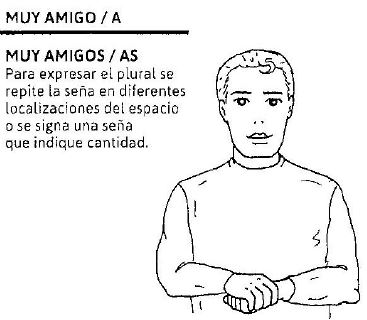 MUY AMIGO / A
MUY AMIGOS / AS
Para expresar el plural se
repite la seña en diferentes
localizaciones del espacio
o se signa una seña
que indique cantidad.